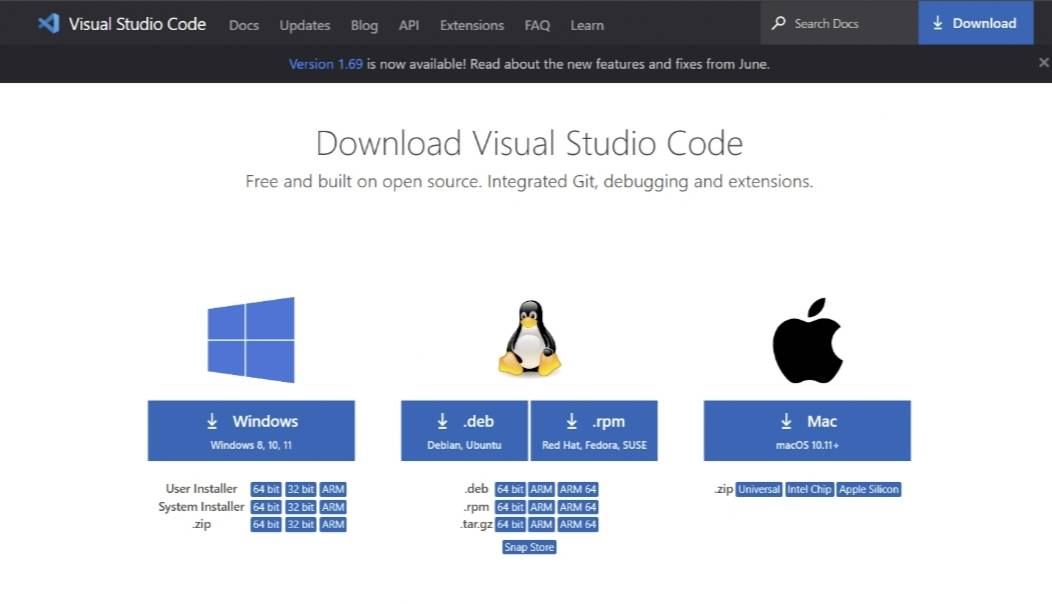 Visual Studio Code Docs Updates Blog API Extensions FAQ Learn Search Docs Download
Version 1.69 is now available! Read about the new features and fixes from June.
Download Visual Studio Code
Free and built on open source. Integrated Git, debugging and extensions.
Windows
Windows 8, 10, 11
User Installer 64 bit 32 bit ARM
System Installer 64 bit 32 bit ARM
.zip 64 bit 32 bit ARM
.deb
Debian, Ubuntu
.rpm
Red Hat, Fedora, SUSE
.deb 64 bit ARM ARM 64
.rpm 64 bit ARM ARM 64
.tar.gz 64 bit ARM ARM 64
Snap Store
Mac
macOS 10.11+
.zip Universal Intel Chip Apple Silicon